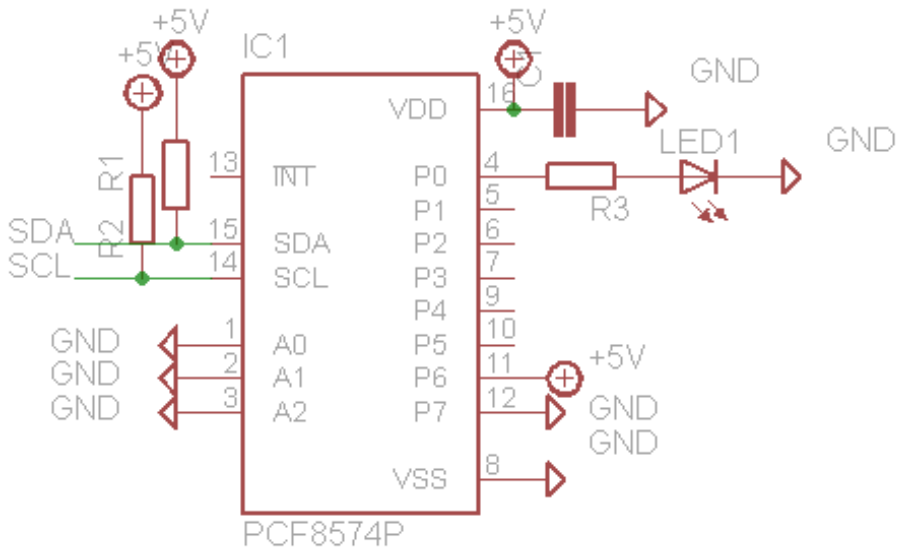 +5V
+5V
IC1
C1
GND
16
VDD
LED1
GND
R1
13
INT
P0
4
R3
P1
5
SDA
R2
15
SDA
P2
6
SCL
14
SCL
P3
7
P4
9
GND
1
A0
P5
10
GND
2
A1
P6
11
+5V
GND
3
A2
P7
12
GND
GND
VSS
8
PCF8574P
+5V